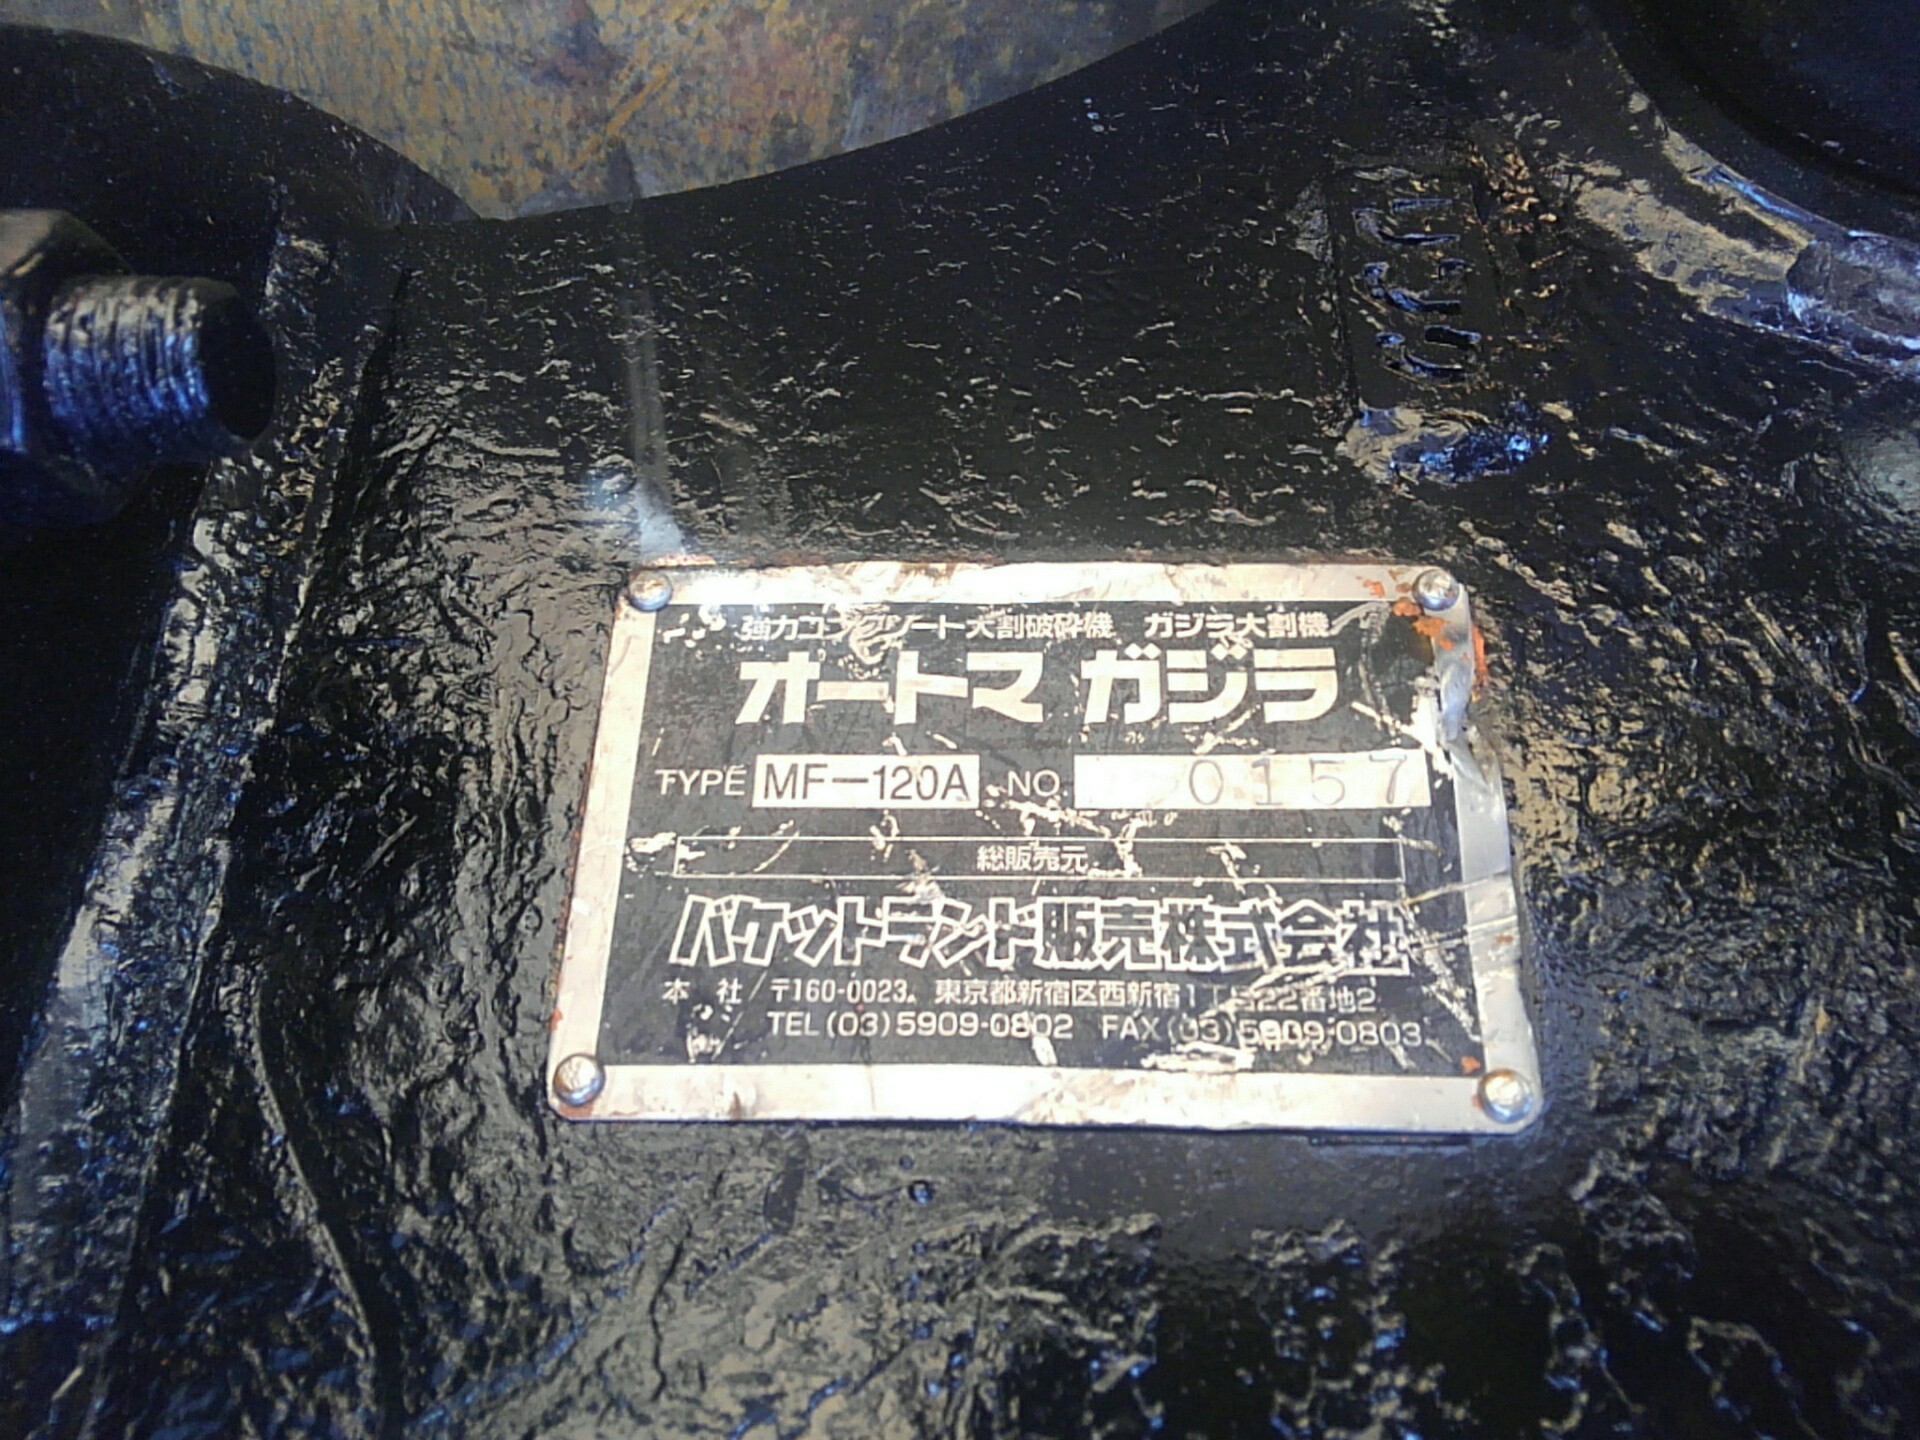 強力コンクリート大割破砕機 ガジラ大割機
オートマ ガジラ
TYPE MF-120A NO. 0157
総販売元
バケットランド販売株式会社
本 社/〒160-0023 東京都新宿区西新宿1丁目22番地2
TEL(03)5909-0802 FAX(03)5909-0803